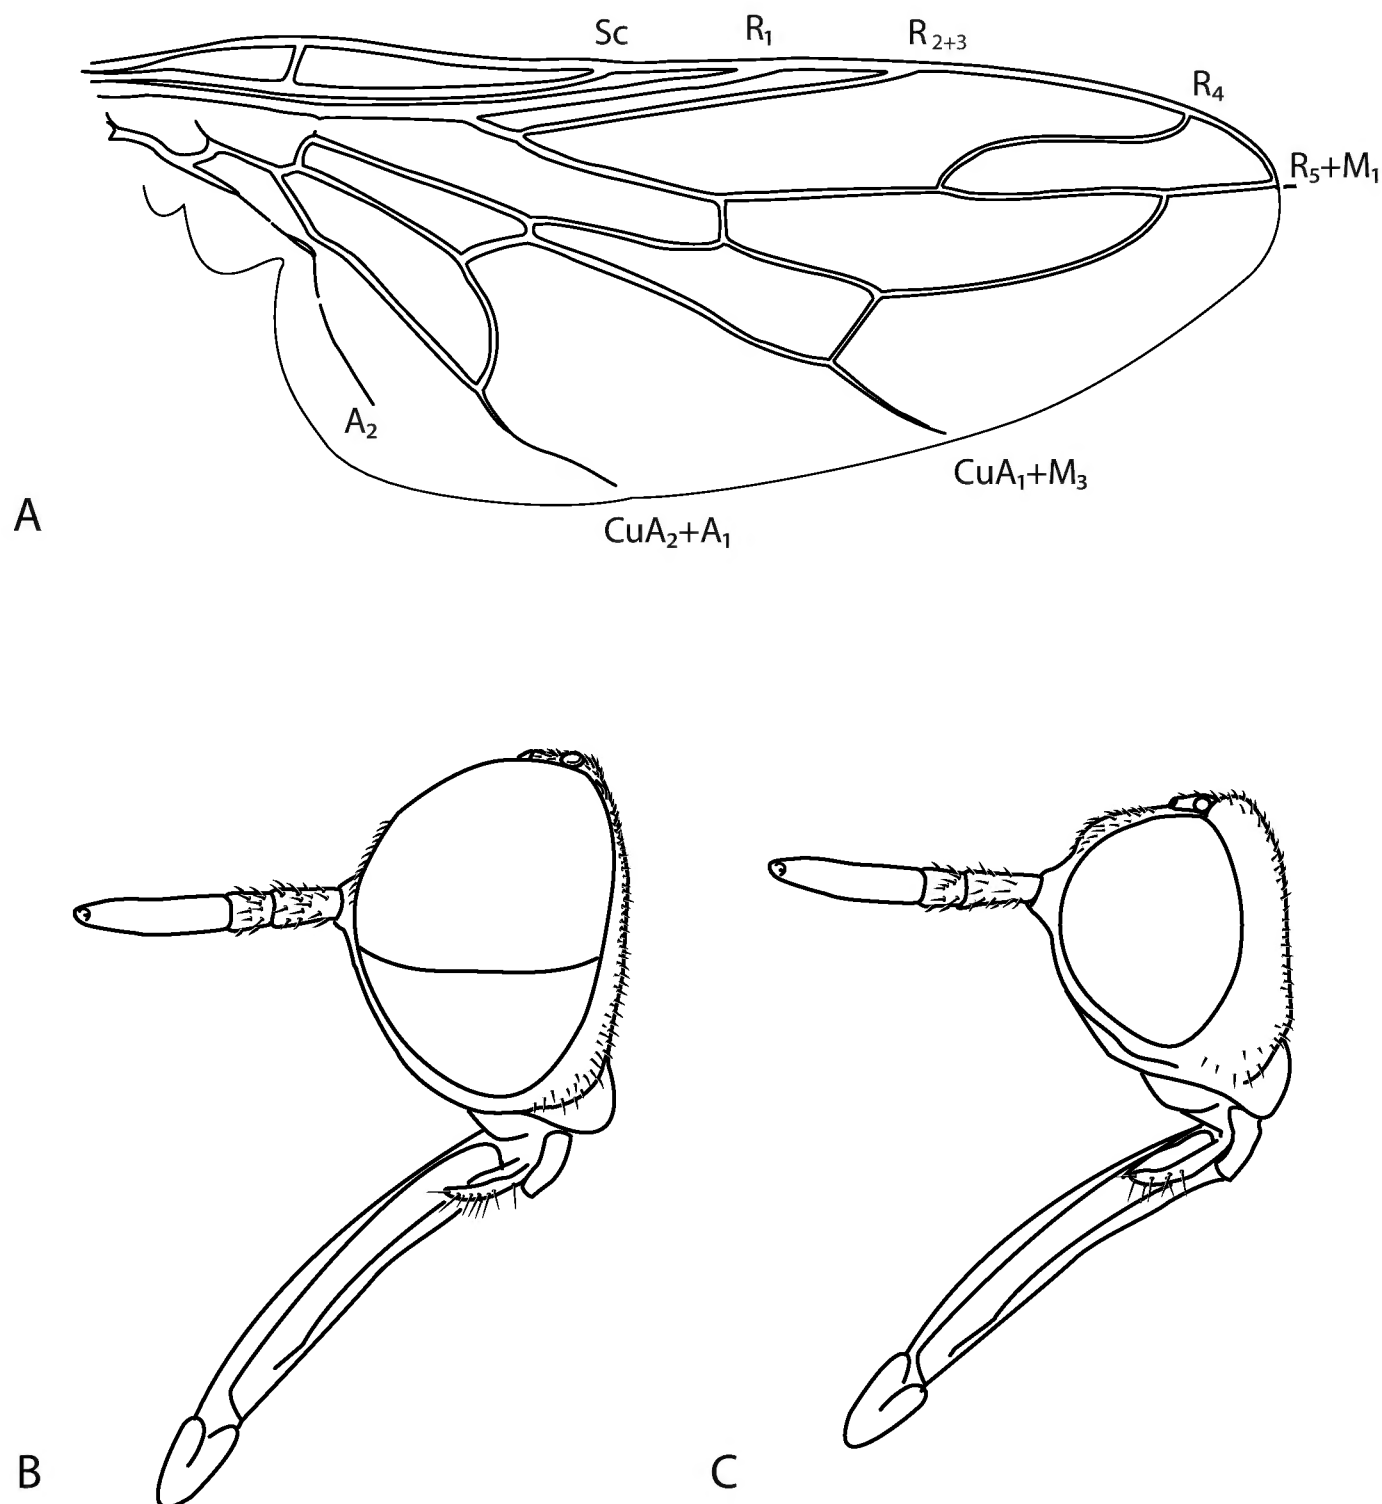 Sc
R₁
R₂₊₃
R₄
R₅+M₁
A₂
CuA₁+M₃
A
CuA₂+A₁
B
C